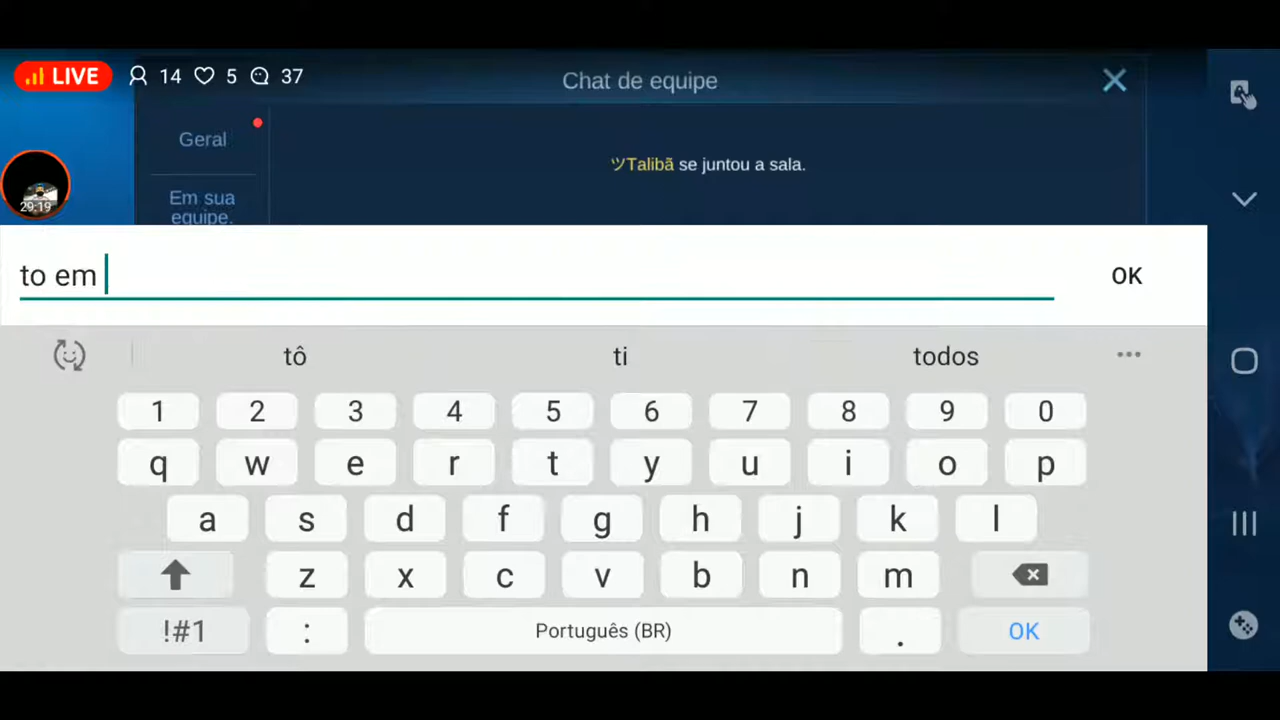 LIVE 14 5 37
Chat de equipe
Geral
ツTalibã se juntou a sala.
Em sua
equipe.
29:19
to em
OK
tô ti todos
1 2 3 4 5 6 7 8 9 0
q w e r t y u i o p
a s d f g h j k l
z x c v b n m
!#1 : Português (BR) . OK